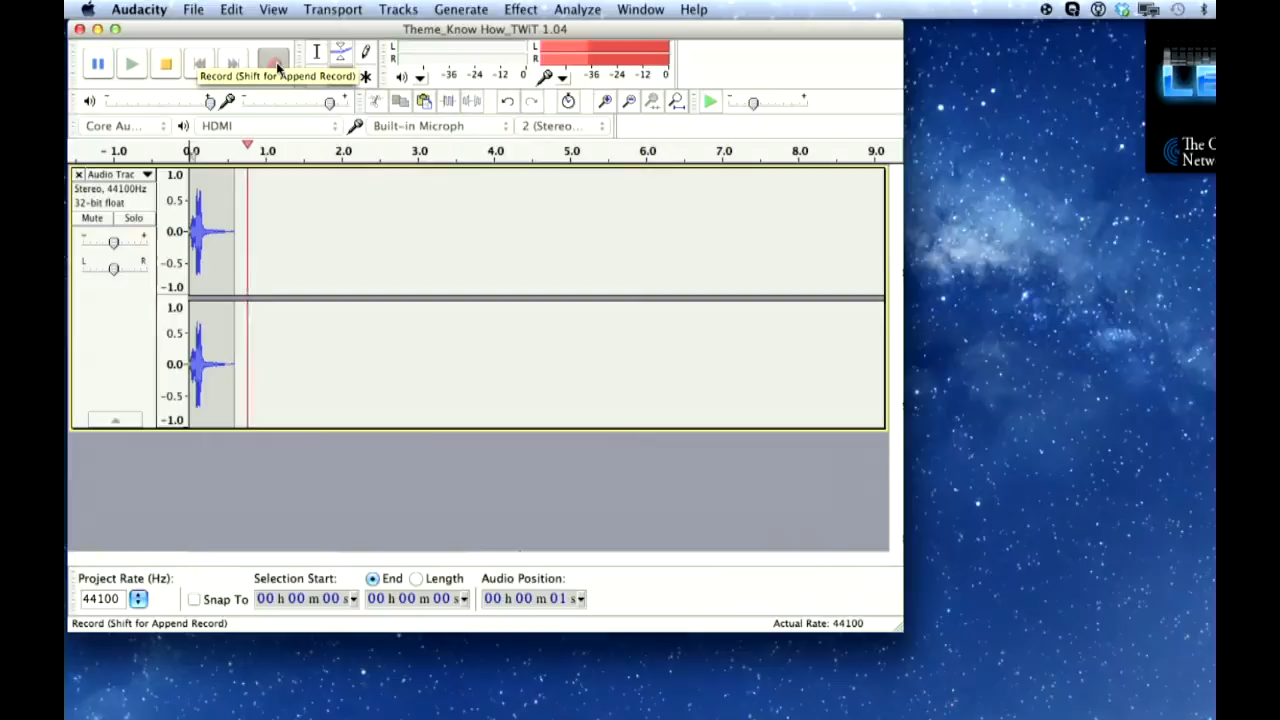 Audacity File Edit View Transport Tracks Generate Effect Analyze Window Help
Theme_Know How_TWiT 1.04
L L
R R
-36 -24 -12 0 -36 -24 -12 0
Record (Shift for Append Record)
- + - + - +
Core Au... HDMI Built-in Microph 2 (Stereo...
- 1.0 0.0 1.0 2.0 3.0 4.0 5.0 6.0 7.0 8.0 9.0
Audio Trac
Stereo, 44100Hz
32-bit float
Mute Solo
- +
L R
1.0
0.5
0.0
-0.5
-1.0
1.0
0.5
0.0
-0.5
-1.0
Project Rate (Hz): Selection Start: End Length Audio Position:
44100 Snap To 00 h 00 m 00 s 00 h 00 m 00 s 00 h 00 m 01 s
Record (Shift for Append Record) Actual Rate: 44100
The
Netw